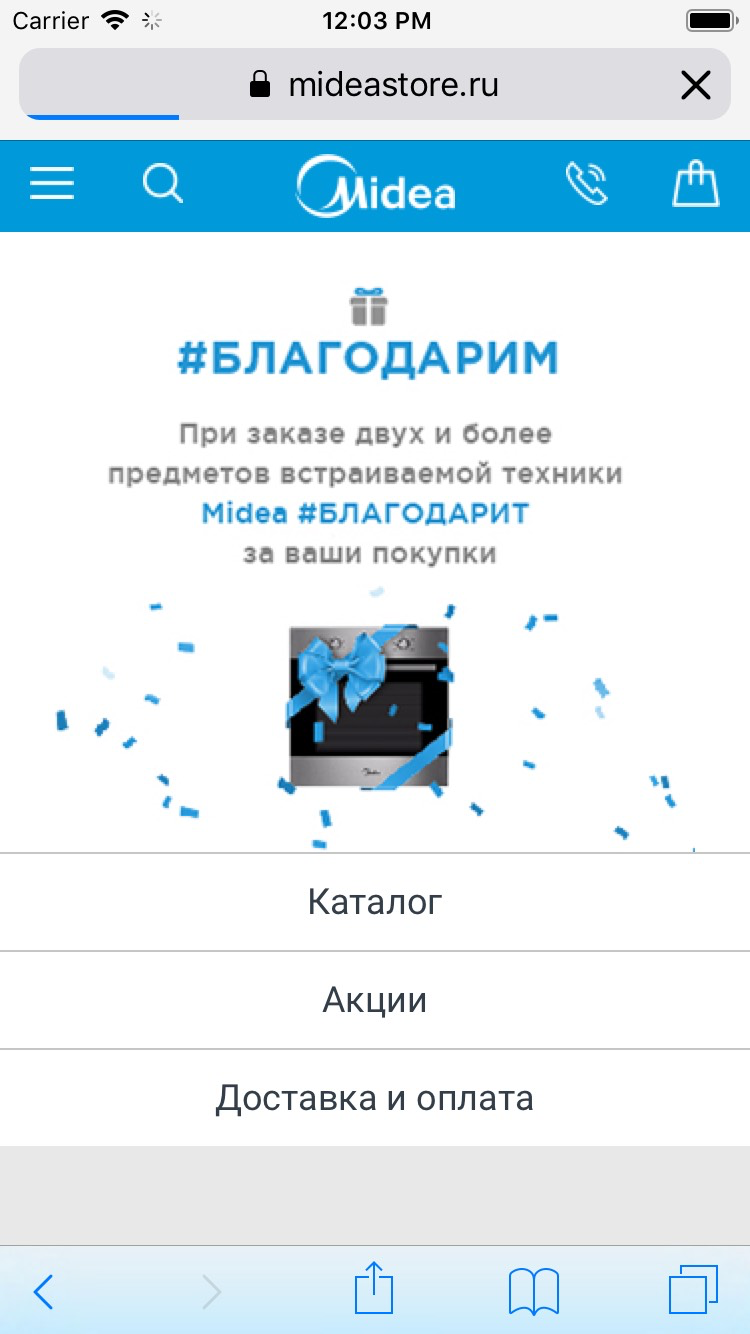 Carrier 12:03 PM
mideastore.ru
Midea
#БЛАГОДАРИМ
При заказе двух и более
предметов встраиваемой техники
Midea #БЛАГОДАРИТ
за ваши покупки
Midea
Каталог
Акции
Доставка и оплата